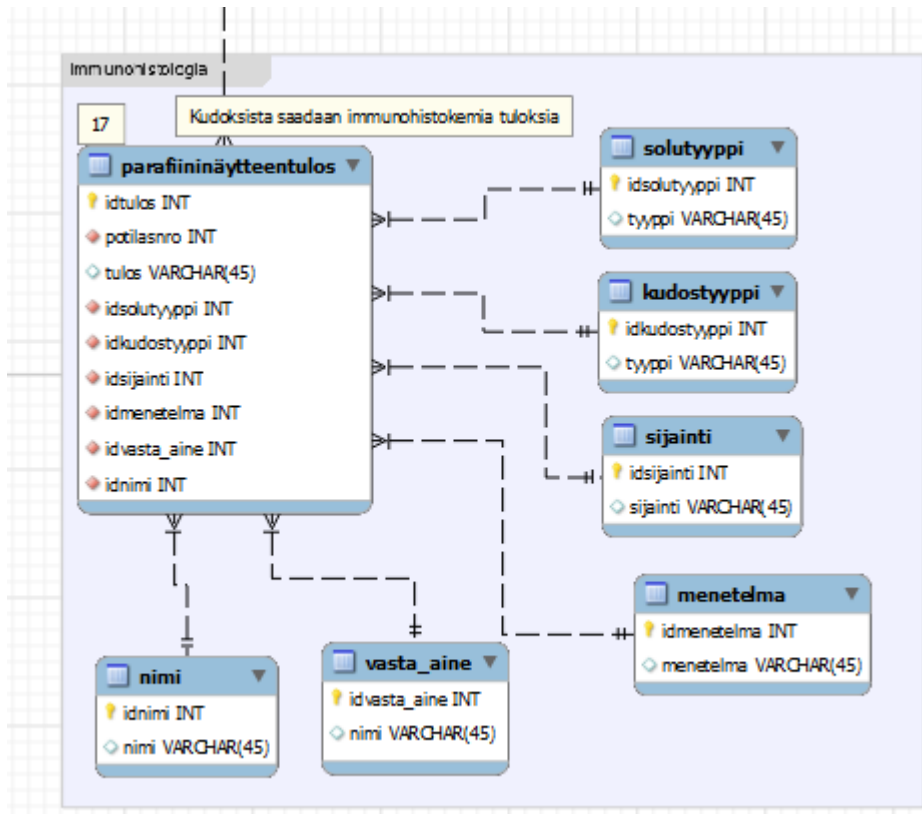 Immunohistologia
17
Kudoksista saadaan immunohistokemia tuloksia
parafiininäytteentulos
idtulos INT
potilasnro INT
tulos VARCHAR(45)
idsolutyyppi INT
idkudostyyppi INT
idsijainti INT
idmenetelma INT
idvasta_aine INT
idnimi INT
solutyyppi
idsolutyyppi INT
tyyppi VARCHAR(45)
kudostyyppi
idkudostyyppi INT
tyyppi VARCHAR(45)
sijainti
idsijainti INT
sijainti VARCHAR(45)
menetelma
idmenetelma INT
menetelma VARCHAR(45)
nimi
idnimi INT
nimi VARCHAR(45)
vasta_aine
idvasta_aine INT
nimi VARCHAR(45)